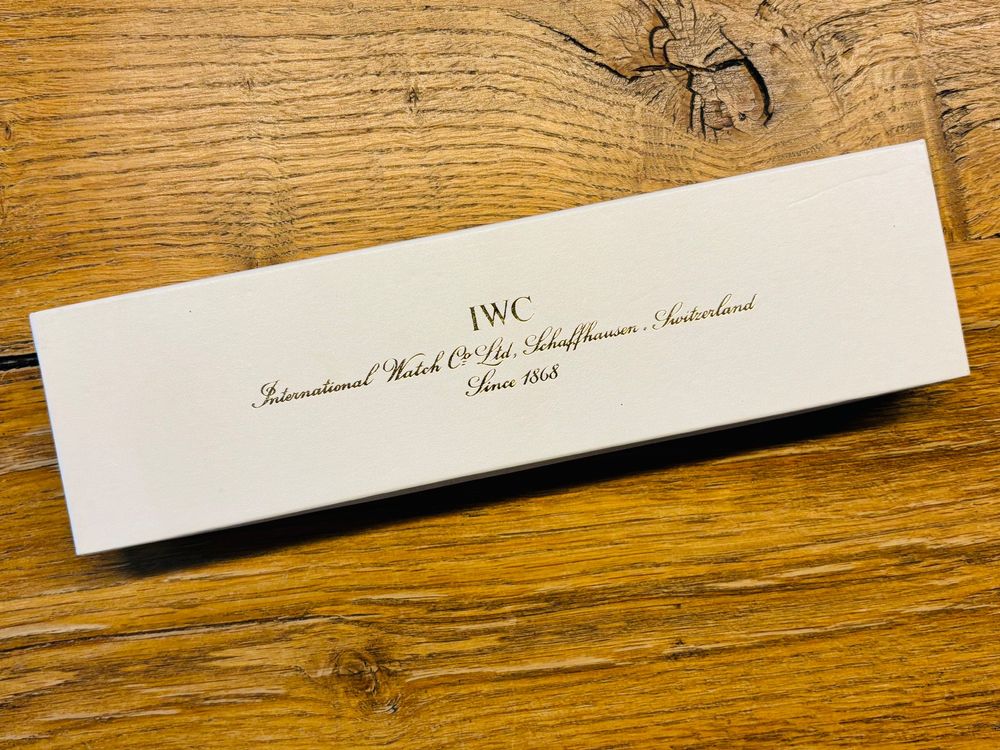 IWC
International Watch Co Ltd, Schaffhausen . Switzerland
Since 1868